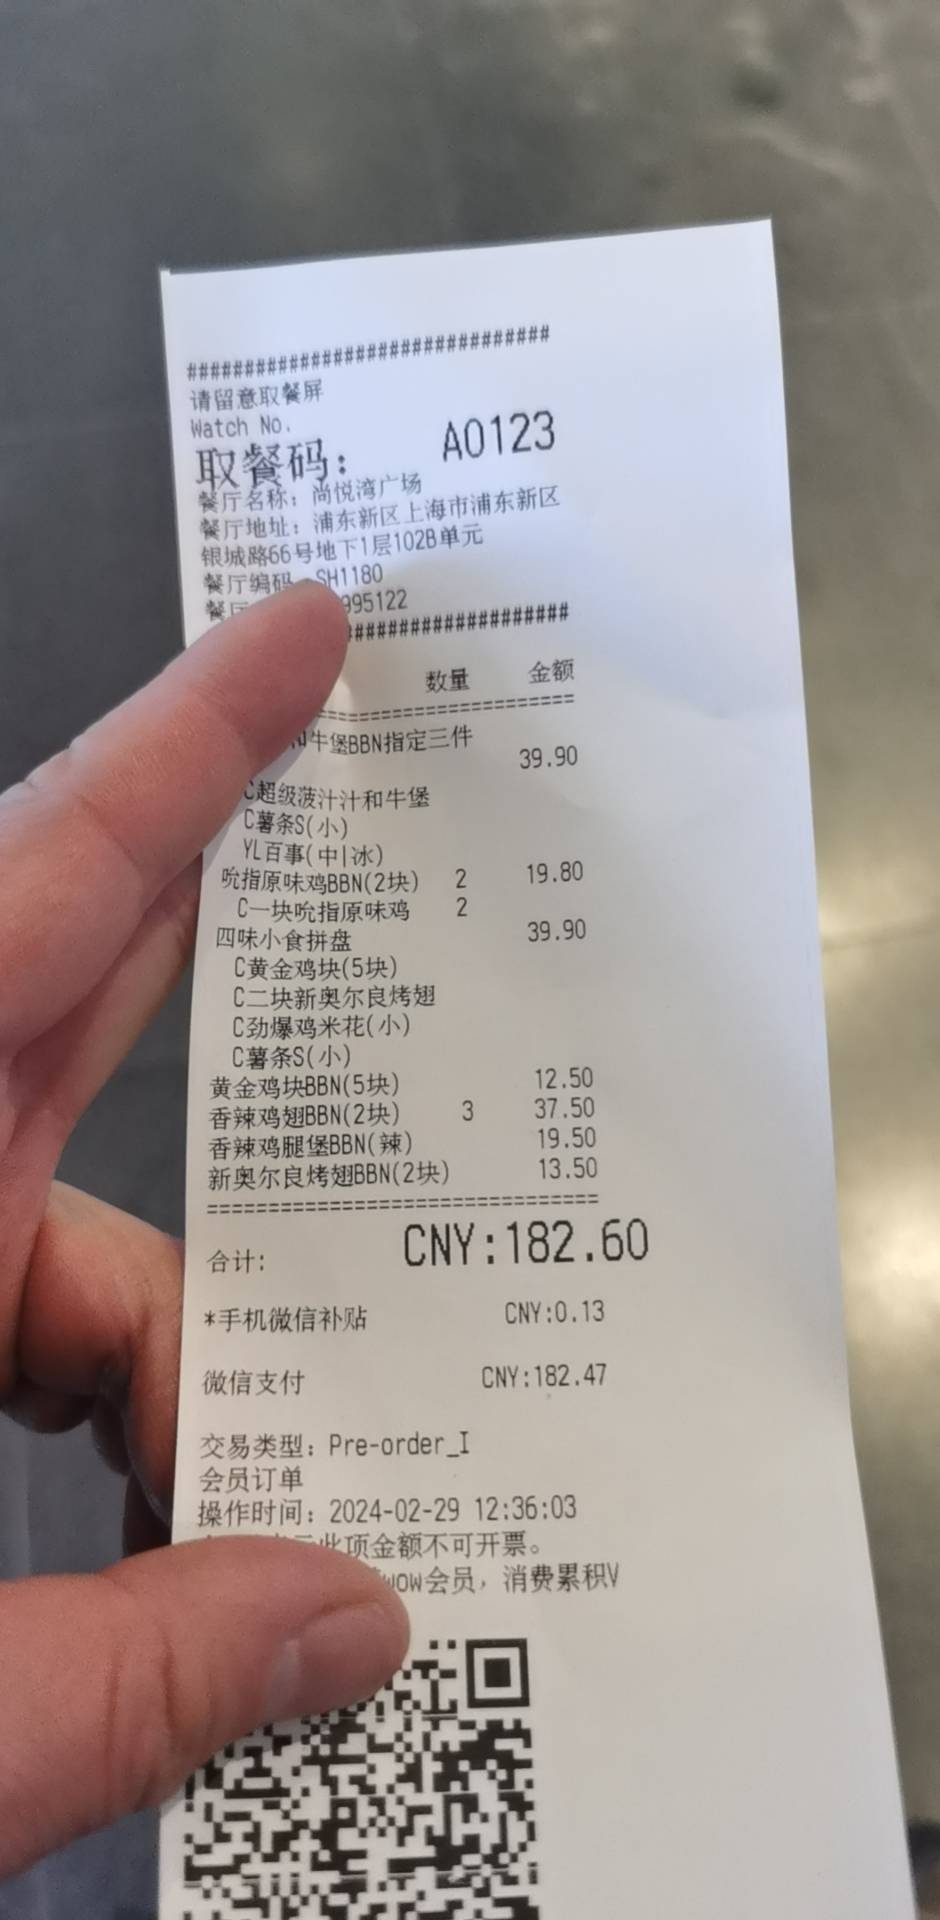 ###############################
请留意取餐屏
Watch No.
取餐码: A0123
餐厅名称: 尚悦湾广场
餐厅地址: 浦东新区上海市浦东新区
银城路66号地下1层102B单元
餐厅编码 SH1180
餐厅 995122
####################
数量 金额
======================
牛堡BBN指定三件
39.90
C超级菠汁汁和牛堡
C薯条S(小)
YL百事(中|冰)
吮指原味鸡BBN(2块) 2 19.80
C一块吮指原味鸡 2
四味小食拼盘 39.90
C黄金鸡块(5块)
C二块新奥尔良烤翅
C劲爆鸡米花(小)
C薯条S(小)
黄金鸡块BBN(5块) 12.50
香辣鸡翅BBN(2块) 3 37.50
香辣鸡腿堡BBN(辣) 19.50
新奥尔良烤翅BBN(2块) 13.50
===============================
合计: CNY:182.60
*手机微信补贴 CNY:0.13
微信支付 CNY:182.47
交易类型: Pre-order_I
会员订单
操作时间: 2024-02-29 12:36:03
此项金额不可开票。
wow会员, 消费累积V